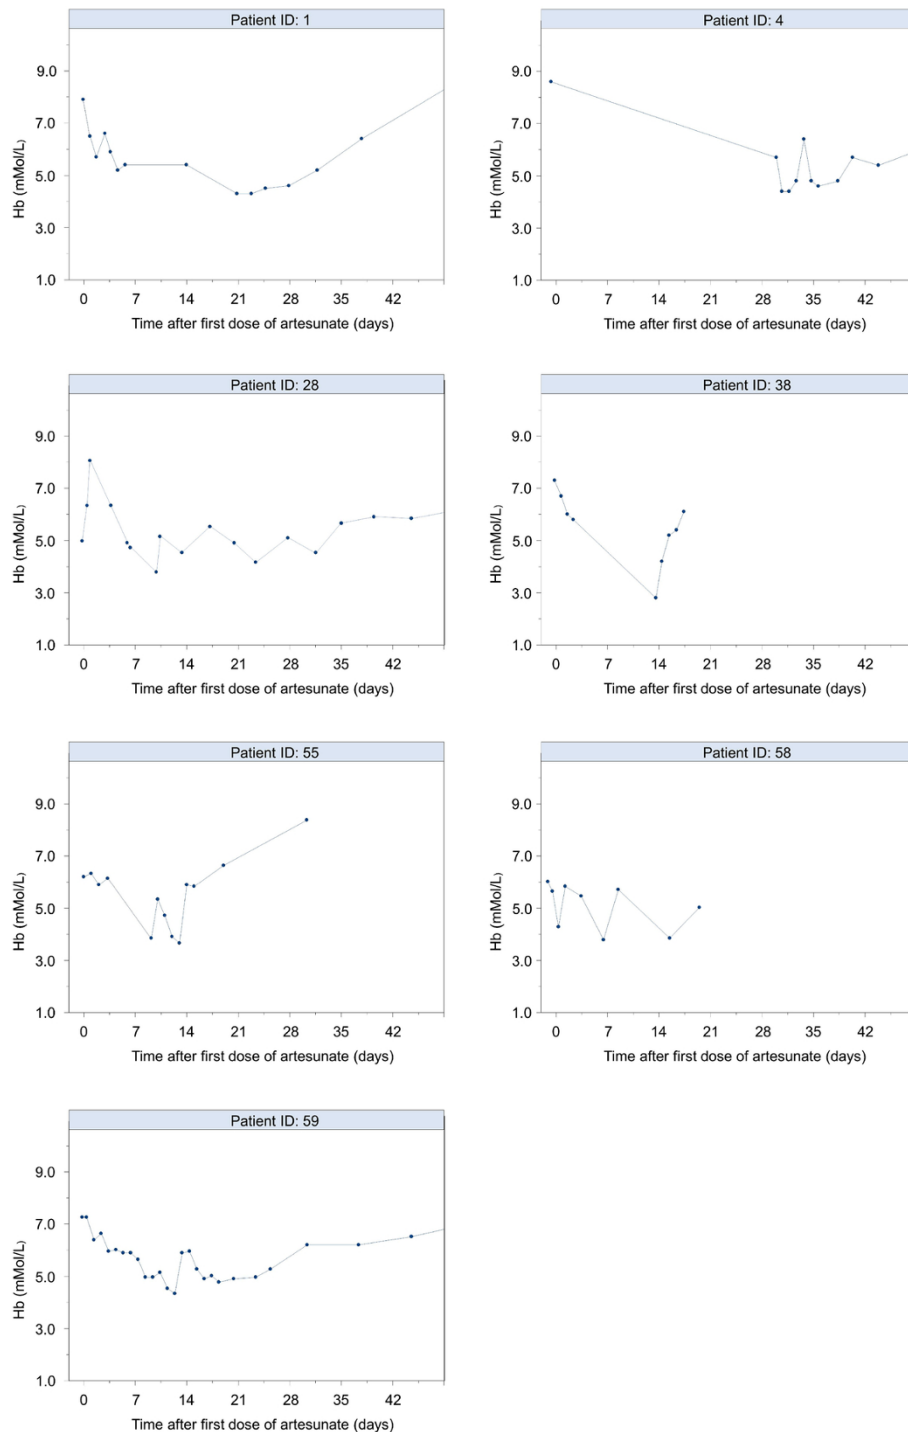 Patient ID: 1
9.0
7.0
5.0
3.0
1.0
Hb (mMol/L)
0 7 14 21 28 35 42
Time after first dose of artesunate (days)
Patient ID: 4
9.0
7.0
5.0
3.0
1.0
Hb (mMol/L)
0 7 14 21 28 35 42
Time after first dose of artesunate (days)
Patient ID: 28
9.0
7.0
5.0
3.0
1.0
Hb (mMol/L)
0 7 14 21 28 35 42
Time after first dose of artesunate (days)
Patient ID: 38
9.0
7.0
5.0
3.0
1.0
Hb (mMol/L)
0 7 14 21 28 35 42
Time after first dose of artesunate (days)
Patient ID: 55
9.0
7.0
5.0
3.0
1.0
Hb (mMol/L)
0 7 14 21 28 35 42
Time after first dose of artesunate (days)
Patient ID: 58
9.0
7.0
5.0
3.0
1.0
Hb (mMol/L)
0 7 14 21 28 35 42
Time after first dose of artesunate (days)
Patient ID: 59
9.0
7.0
5.0
3.0
1.0
Hb (mMol/L)
0 7 14 21 28 35 42
Time after first dose of artesunate (days)